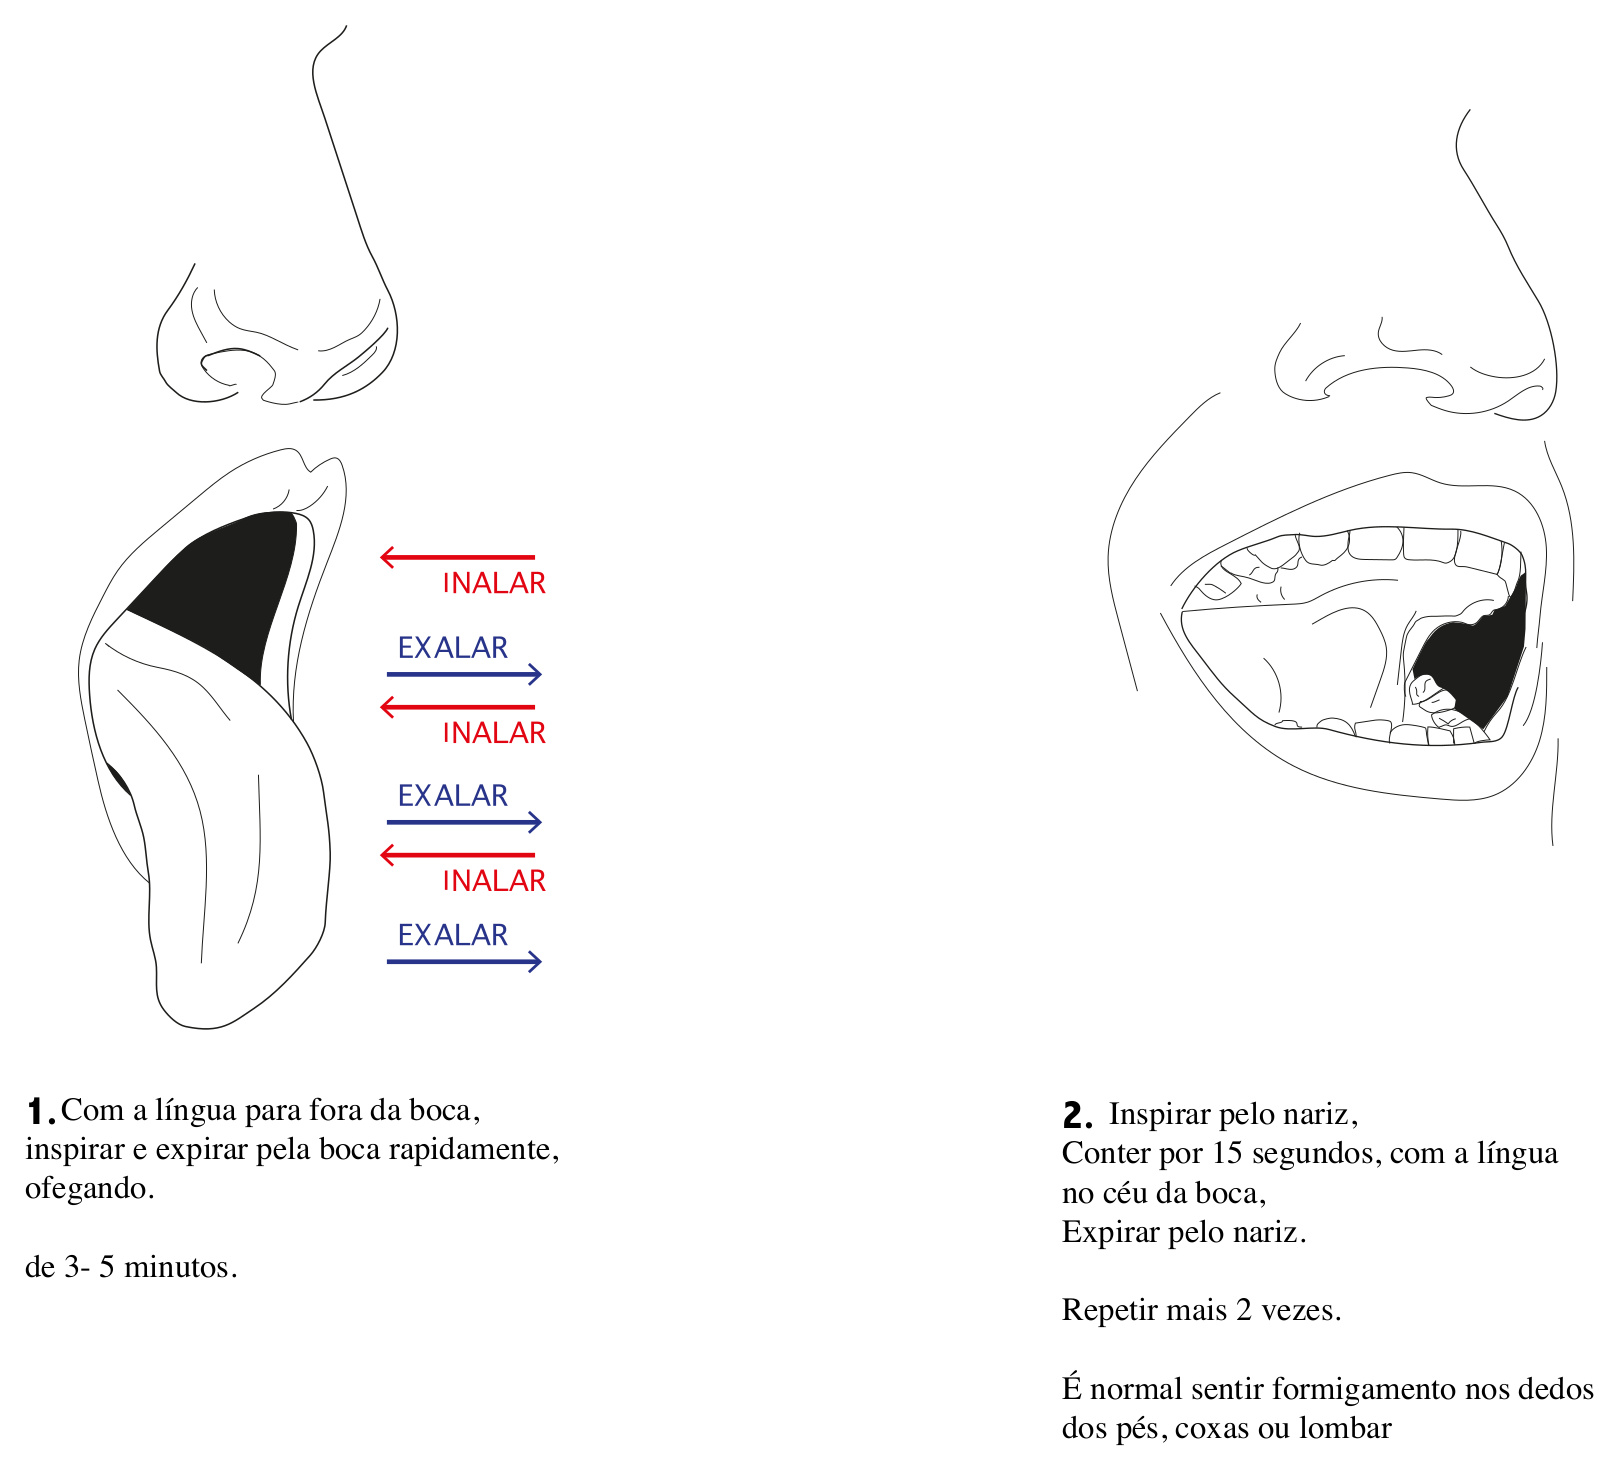 INALAR
EXALAR
INALAR
EXALAR
INALAR
EXALAR
1. Com a língua para fora da boca,
inspirar e expirar pela boca rapidamente,
ofegando.
de 3- 5 minutos.
2. Inspirar pelo nariz,
Conter por 15 segundos, com a língua
no céu da boca,
Expirar pelo nariz.
Repetir mais 2 vezes.
É normal sentir formigamento nos dedos
dos pés, coxas ou lombar